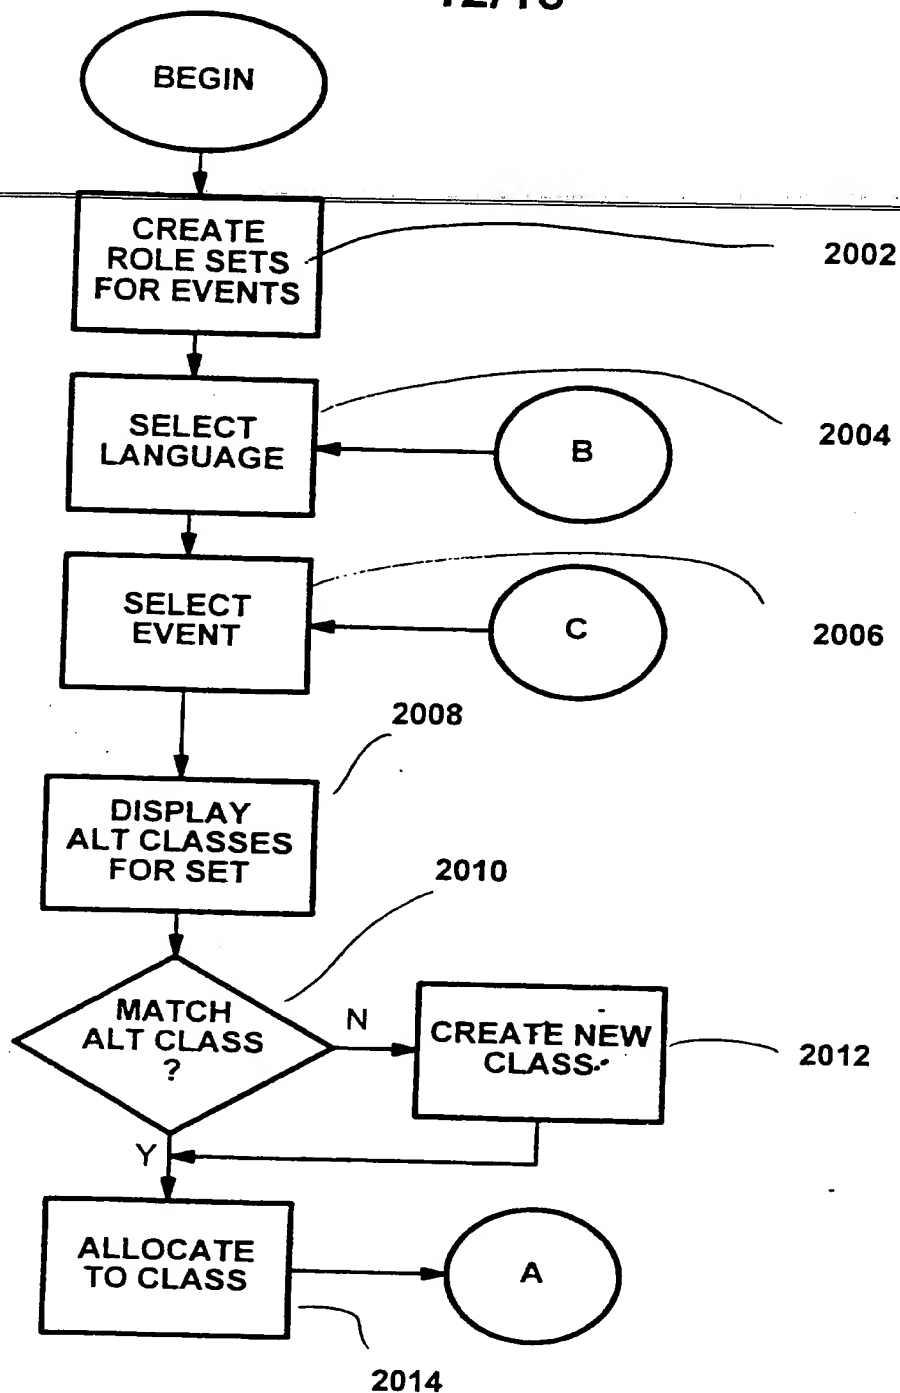 BEGIN
CREATE
ROLE SETS
FOR EVENTS
2002
SELECT
LANGUAGE
B
2004
SELECT
EVENT
C
2006
2008
DISPLAY
ALT CLASSES
FOR SET
2010
MATCH
ALT CLASS
?
N
CREATE NEW
CLASS
2012
Y
ALLOCATE
TO CLASS
A
2014